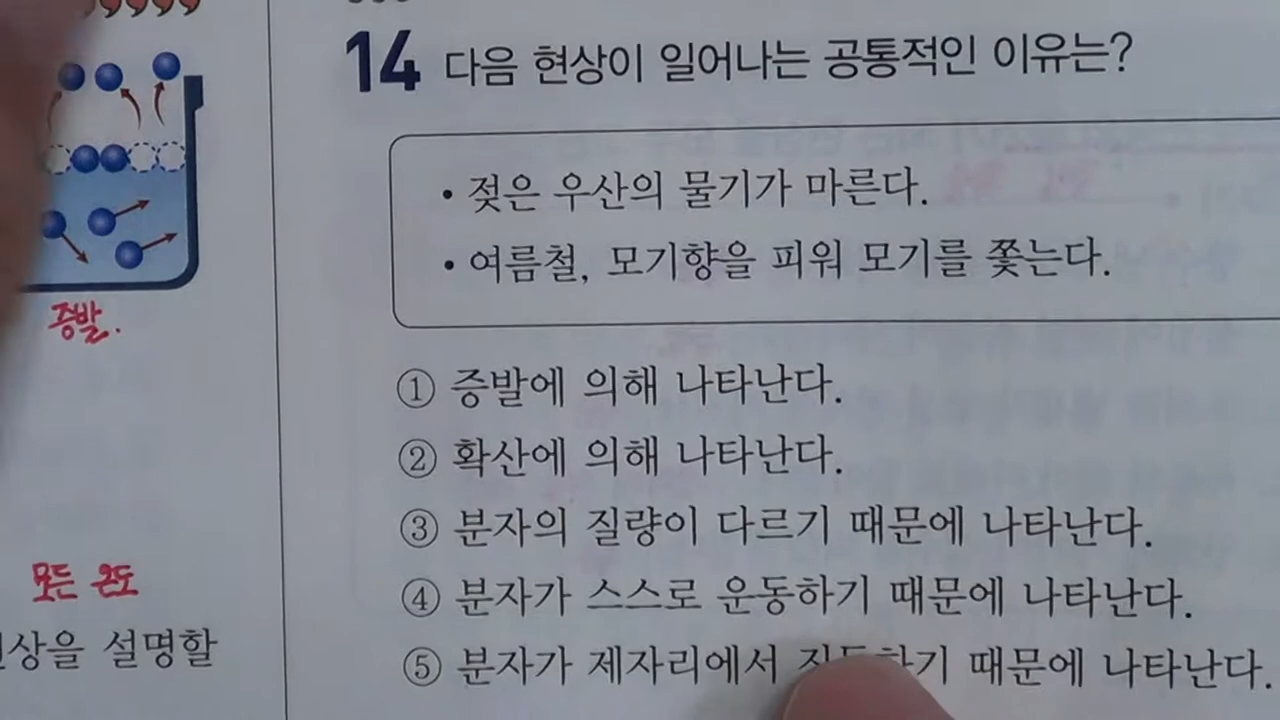 14 다음 현상이 일어나는 공통적인 이유는?
• 젖은 우산의 물기가 마른다.
• 여름철, 모기향을 피워 모기를 쫓는다.
① 증발에 의해 나타난다.
② 확산에 의해 나타난다.
③ 분자의 질량이 다르기 때문에 나타난다.
④ 분자가 스스로 운동하기 때문에 나타난다.
⑤ 분자가 제자리에서 때문에 나타난다.
증발.
모든 온도
설명할